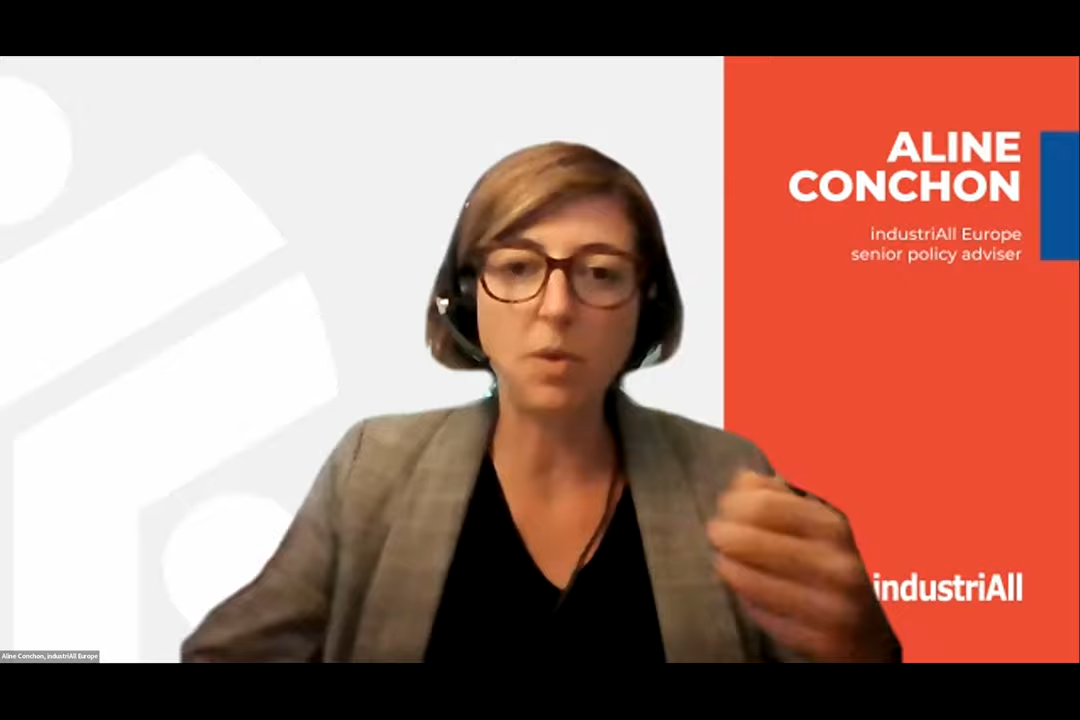 ALINE
CONCHON
industriAll Europe
senior policy adviser
industriAll
Aline Conchon, industriAll Europe